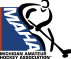 MAHA
MICHIGAN AMATEUR
HOCKEY ASSOCIATION